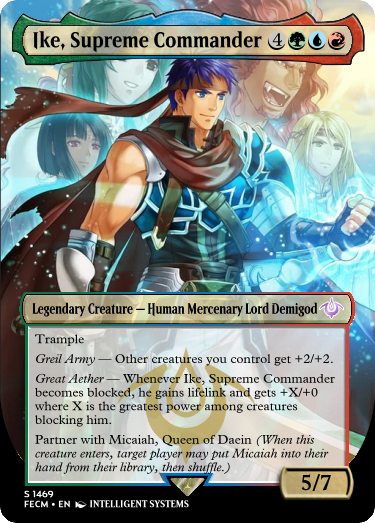 Ike, Supreme Commander 4
Legendary Creature — Human Mercenary Lord Demigod
Trample
Greil Army — Other creatures you control get +2/+2.
Great Aether — Whenever Ike, Supreme Commander
becomes blocked, he gains lifelink and gets +X/+0
where X is the greatest power among creatures
blocking him.
Partner with Micaiah, Queen of Daein (When this
creature enters, target player may put Micaiah into their
hand from their library, then shuffle.)
5/7
S 1469
FECM • EN INTELLIGENT SYSTEMS